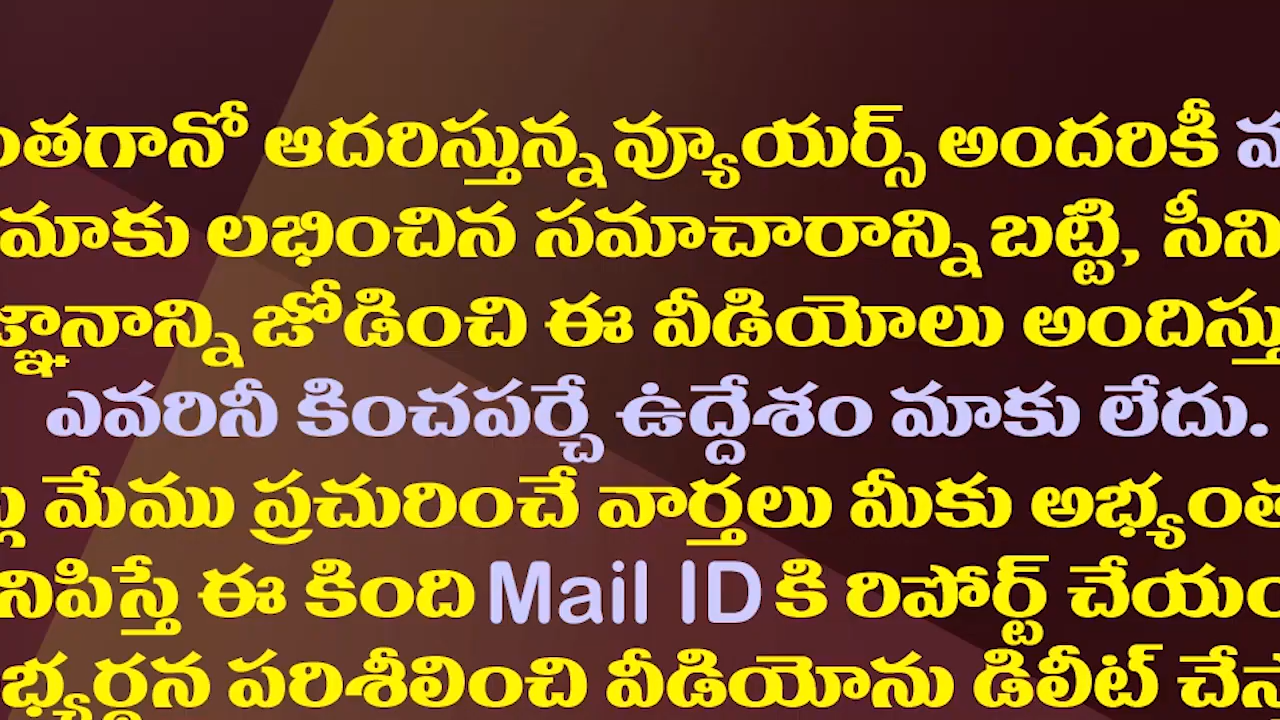 ంతగానో ఆదరిస్తున్న వ్యూయర్స్ అందరికీ
మాకు లభించిన సమాచారాన్ని బట్టి, సీని
జ్ఞానాన్ని జోడించి ఈ వీడియోలు అందిస్తు
ఎవరినీ కించపర్చే ఉద్దేశం మాకు లేదు.
ల్ల మేము ప్రచురించే వార్తలు మీకు అభ్యంత
నిపిస్తే ఈ కింది Mail ID కి రిపోర్ట్ చేయం
భ్యర్థన పరిశీలించి వీడియోను డిలీట్ చేస